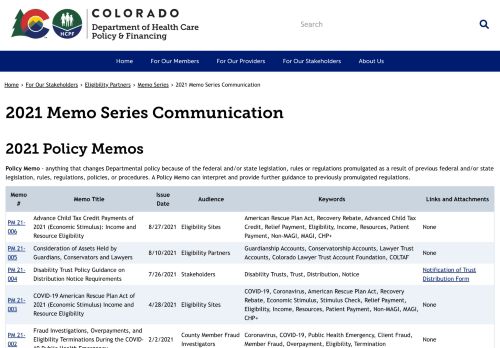 COLORADO
Department of Health Care
Policy & Financing
HCPF
Search
Home For Our Members For Our Providers For Our Stakeholders About Us
Home › For Our Stakeholders › Eligibility Partners › Memo Series › 2021 Memo Series Communication
2021 Memo Series Communication
2021 Policy Memos
Policy Memo - anything that changes Departmental policy because of the federal and/or state legislation, rules or regulations promulgated as a result of previous federal and/or state
legislation, rules, regulations, policies, or procedures. A Policy Memo can interpret and provide further guidance to previously promulgated regulations.
Memo # Memo Title Issue Date Audience Keywords Links and Attachments
PM 21-006 Advance Child Tax Credit Payments of 2021 (Economic Stimulus): Income and Resource Eligibility 8/27/2021 Eligibility Sites American Rescue Plan Act, Recovery Rebate, Advanced Child Tax Credit, Relief Payment, Eligibility, Income, Resources, Patient Payment, Non-MAGI, MAGI, CHP+ None
PM 21-005 Consideration of Assets Held by Guardians, Conservators and Lawyers 8/10/2021 Eligibility Partners Guardianship Accounts, Conservatorship Accounts, Lawyer Trust Accounts, Colorado Lawyer Trust Account Foundation, COLTAF None
PM 21-004 Disability Trust Policy Guidance on Distribution Notice Requirements 7/26/2021 Stakeholders Disability Trusts, Trust, Distribution, Notice Notification of Trust Distribution Form
PM 21-003 COVID-19 American Rescue Plan Act of 2021 (Economic Stimulus) Income and Resource Eligibility 4/28/2021 Eligibility Sites COVID-19, Coronavirus, American Rescue Plan Act, Recovery Rebate, Economic Stimulus, Stimulus Check, Relief Payment, Eligibility, Income, Resources, Patient Payment, Non-MAGI, MAGI, CHP+ None
PM 21-002 Fraud Investigations, Overpayments, and Eligibility Terminations During the COVID- 2/2/2021 County Member Fraud Investigators Coronavirus, COVID-19, Public Health Emergency, Client Fraud, Member Fraud, Overpayment, Eligibility, Termination None